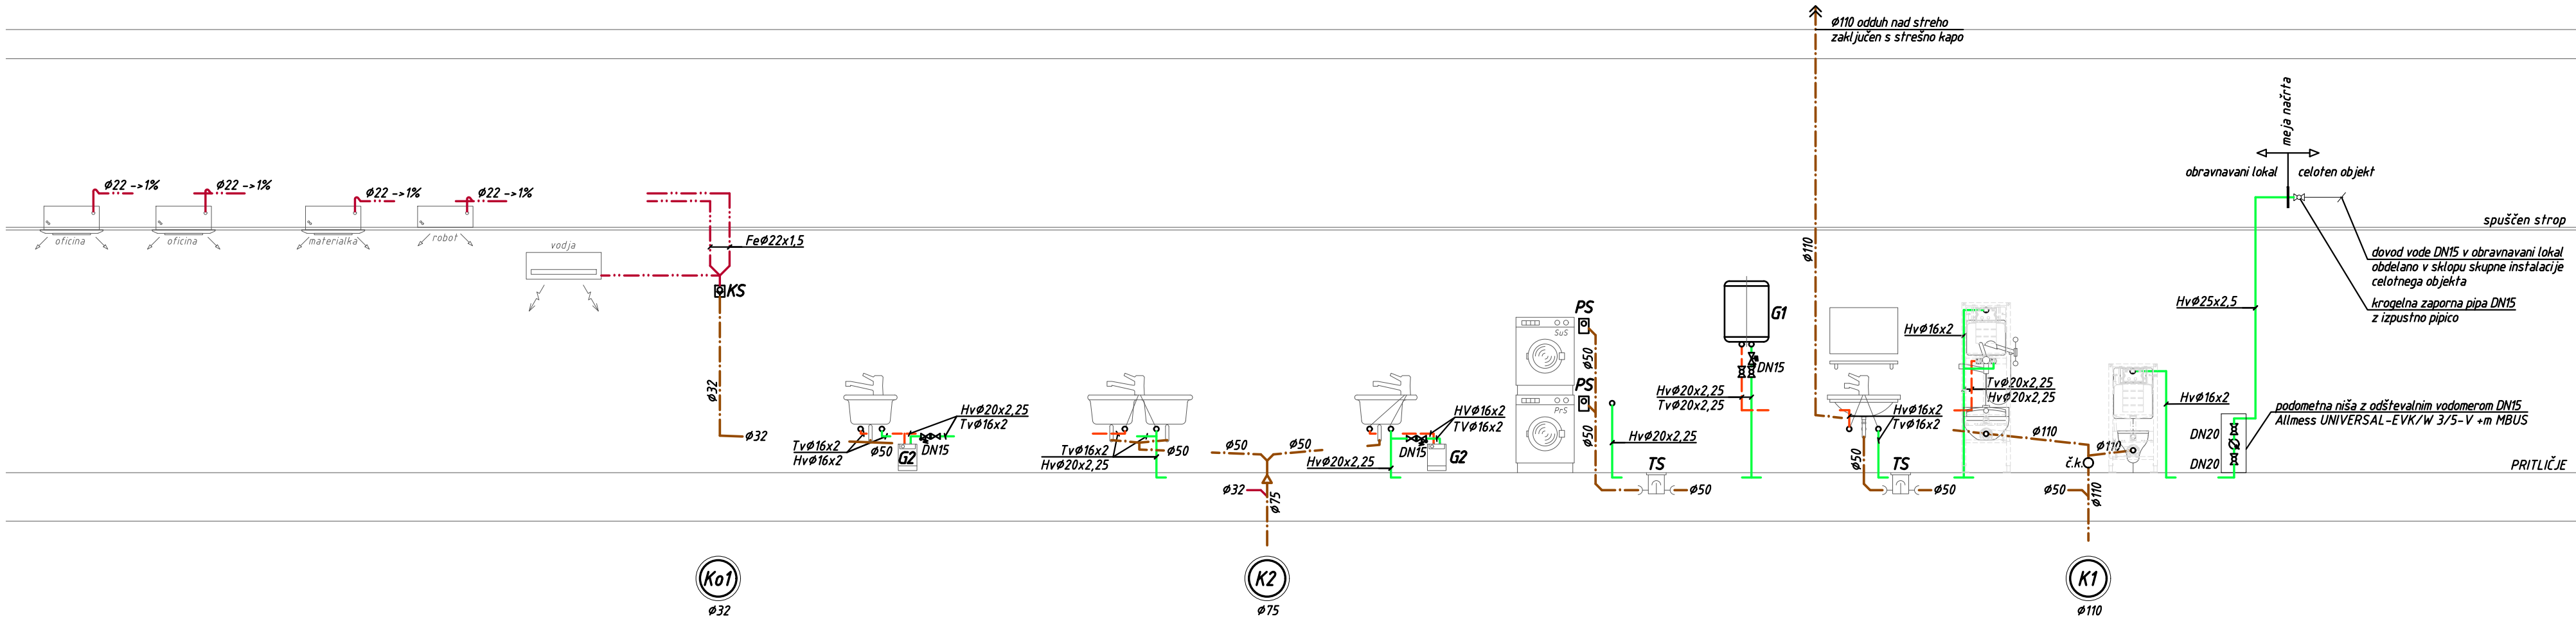 Ø110 odduh nad streho
zaključen s strešno kapo
meja načrta
obravnavani lokal
celoten objekt
Ø22 ->1%
Ø22 ->1%
Ø22 ->1%
Ø22 ->1%
oficina
oficina
materialka
robot
vodja
spuščen strop
FeØ22x1,5
KS
Ø110
dovod vode DN15 v obravnavani lokal
obdelano v sklopu skupne instalacije
celotnega objekta
krogelna zaporna pipa DN15
z izpustno pipico
HvØ25x2,5
PS
SuS
G1
DN15
HvØ16x2
Ø50
Ø32
PS
PrS
HvØ20x2,25
TvØ20x2,25
TvØ20x2,25
HvØ20x2,25
HvØ16x2
podometna niša z odštevalnim vodomerom DN15
Allmess UNIVERSAL-EVK/W 3/5-V +m MBUS
HvØ20x2,25
TvØ16x2
HVØ16x2
TVØ16x2
HvØ16x2
TvØ16x2
Ø32
TvØ16x2
HvØ16x2
Ø50
G2
DN15
TvØ16x2
HvØ20x2,25
Ø50
Ø50
Ø50
HvØ20x2,25
DN15
G2
Ø50
HvØ20x2,25
TS
Ø50
Ø50
TS
Ø50
Ø110
Ø110
č.k.
DN20
DN20
PRITLIČJE
Ø32
Ø75
Ø50
Ø110
Ko1
Ø32
K2
Ø75
K1
Ø110